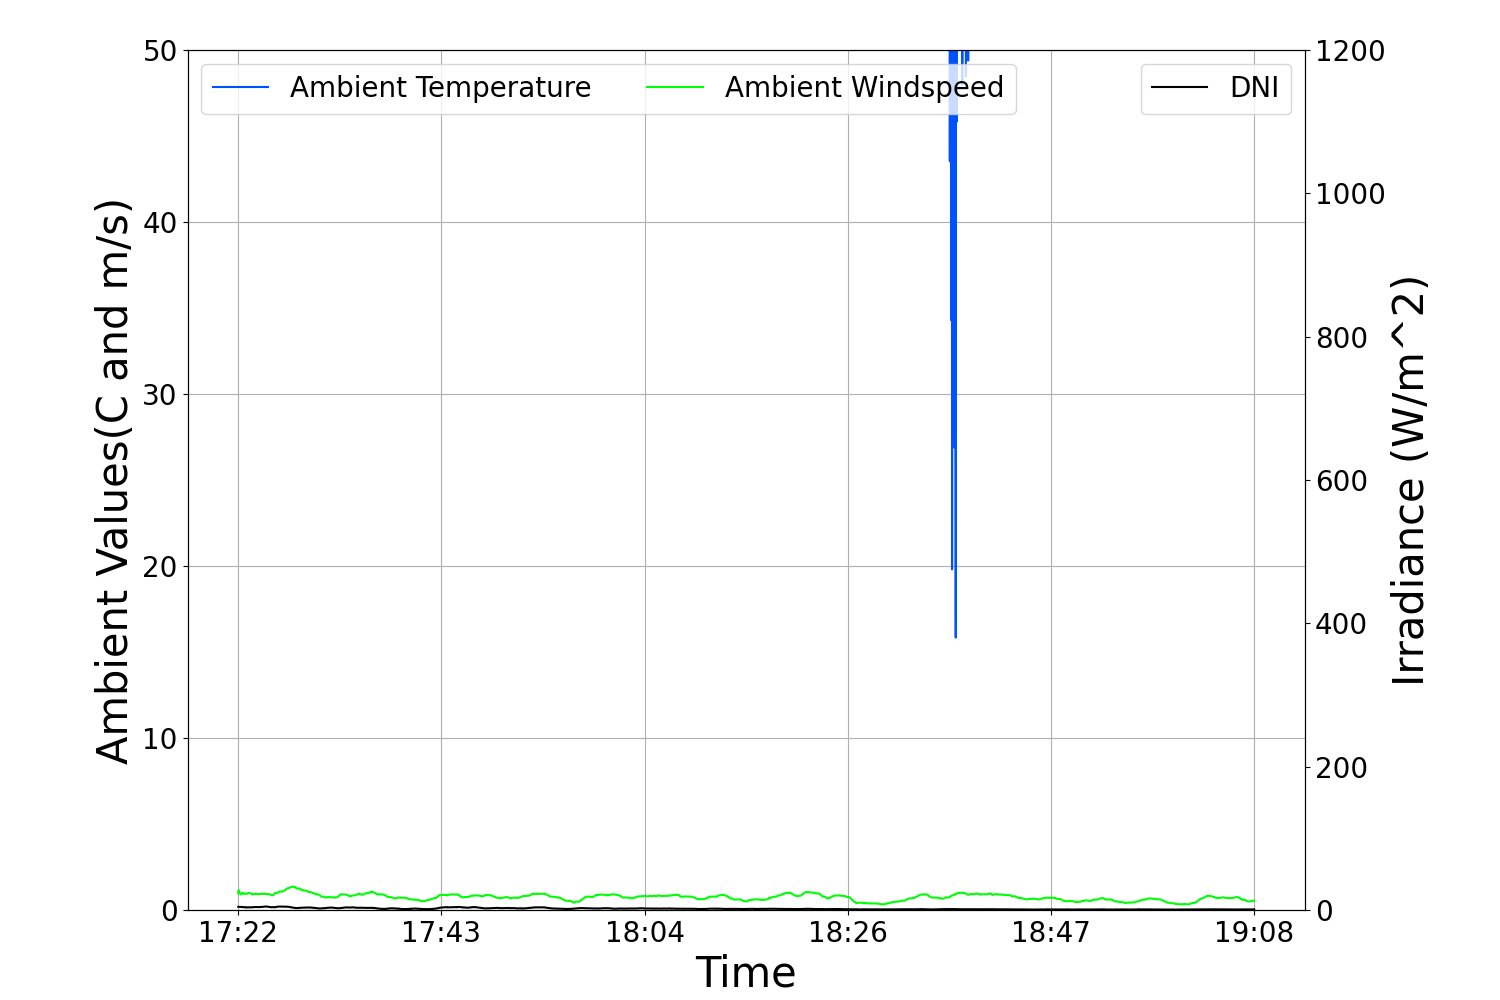 Ambient Temperature
Ambient Windspeed
DNI
Ambient Values(C and m/s)
50
40
30
20
10
0
1200
1000
800
600
400
200
0
Irradiance (W/m^2)
17:22 17:43 18:04 18:26 18:47 19:08
Time